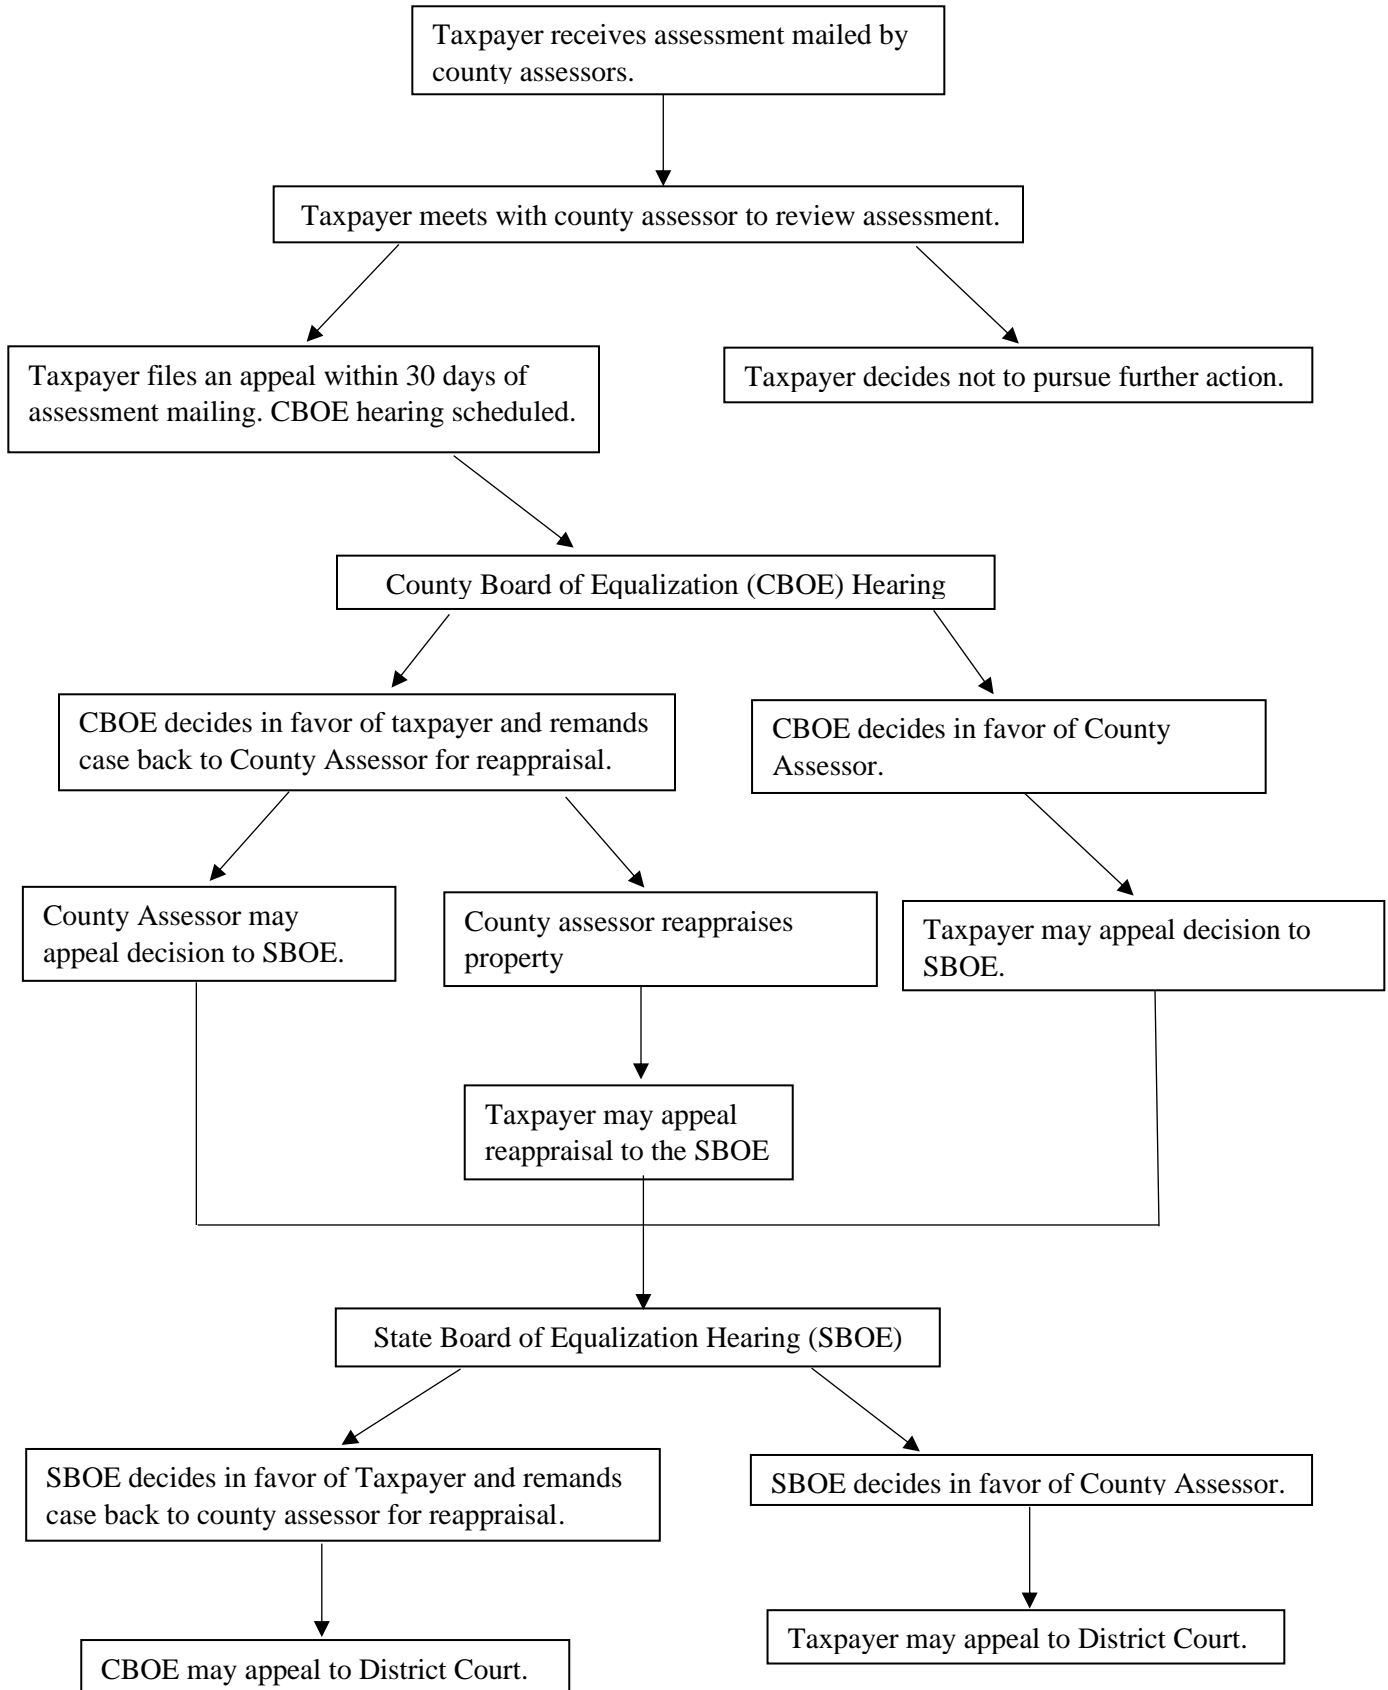 Taxpayer receives assessment mailed by
county assessors.
Taxpayer meets with county assessor to review assessment.
Taxpayer files an appeal within 30 days of
assessment mailing. CBOE hearing scheduled.
Taxpayer decides not to pursue further action.
County Board of Equalization (CBOE) Hearing
CBOE decides in favor of taxpayer and remands
case back to County Assessor for reappraisal.
CBOE decides in favor of County
Assessor.
County Assessor may
appeal decision to SBOE.
County assessor reappraises
property
Taxpayer may appeal decision to
SBOE.
Taxpayer may appeal
reappraisal to the SBOE
State Board of Equalization Hearing (SBOE)
SBOE decides in favor of Taxpayer and remands
case back to county assessor for reappraisal.
SBOE decides in favor of County Assessor.
CBOE may appeal to District Court.
Taxpayer may appeal to District Court.